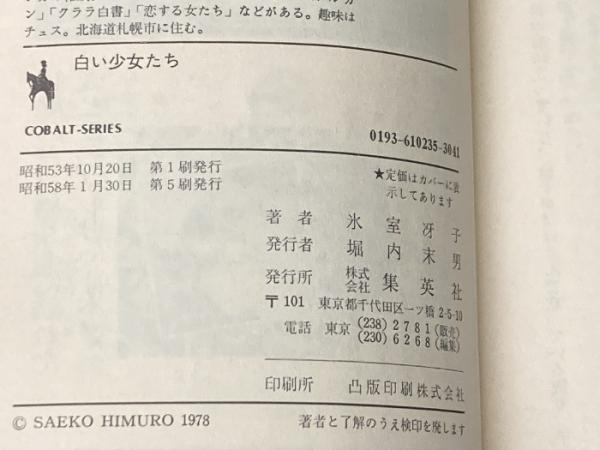 ン」「クララ白書」「恋する女たち」などがある。趣味は
チェス。北海道札幌市に住む。
白い少女たち
COBALT-SERIES
0193-610235-3041
昭和53年10月20日 第1刷発行
昭和58年1月30日 第5刷発行
★定価はカバーに表
示してあります
著者 氷室冴子
発行者 堀内末男
発行所 株式会社 集英社
〒101 東京都千代田区一ツ橋2-5-10
電話 東京 (238)2781(販売)
(230)6268(編集)
印刷所 凸版印刷株式会社
© SAEKO HIMURO 1978
著者と了解のうえ検印を廃します